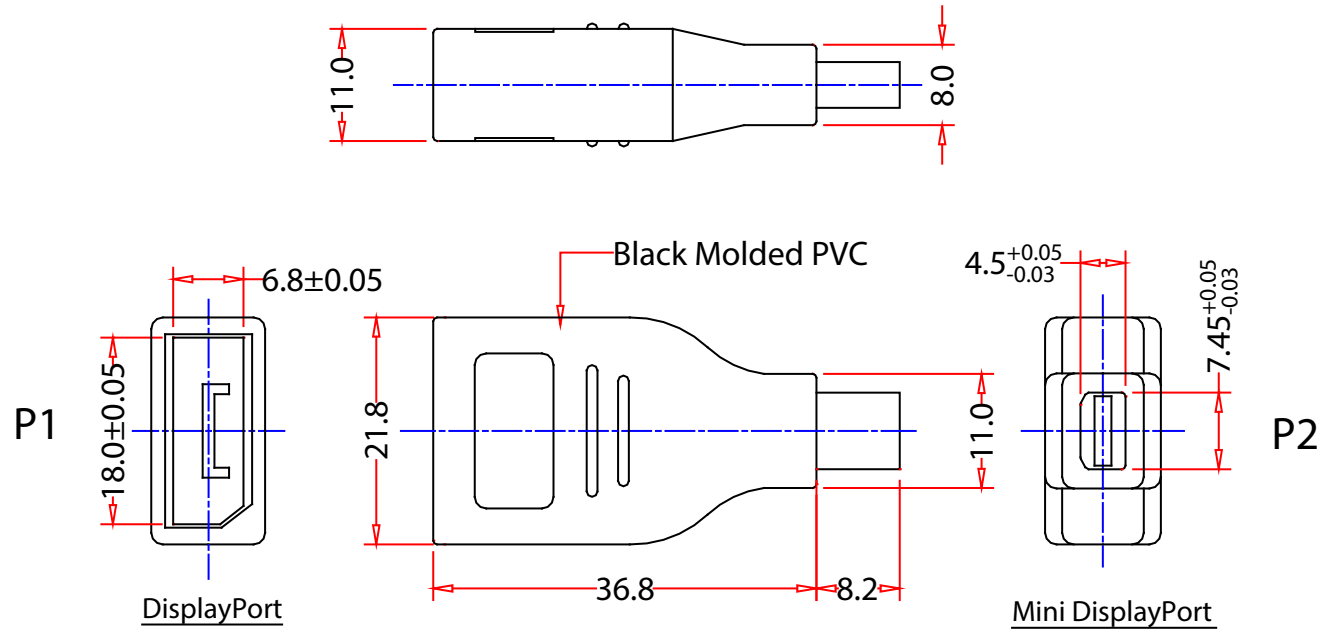 11.0
8.0
Black Molded PVC
6.8±0.05
4.5+0.05
-0.03
7.45+0.05
-0.03
P1
18.0±0.05
21.8
11.0
P2
36.8
8.2
DisplayPort
Mini DisplayPort